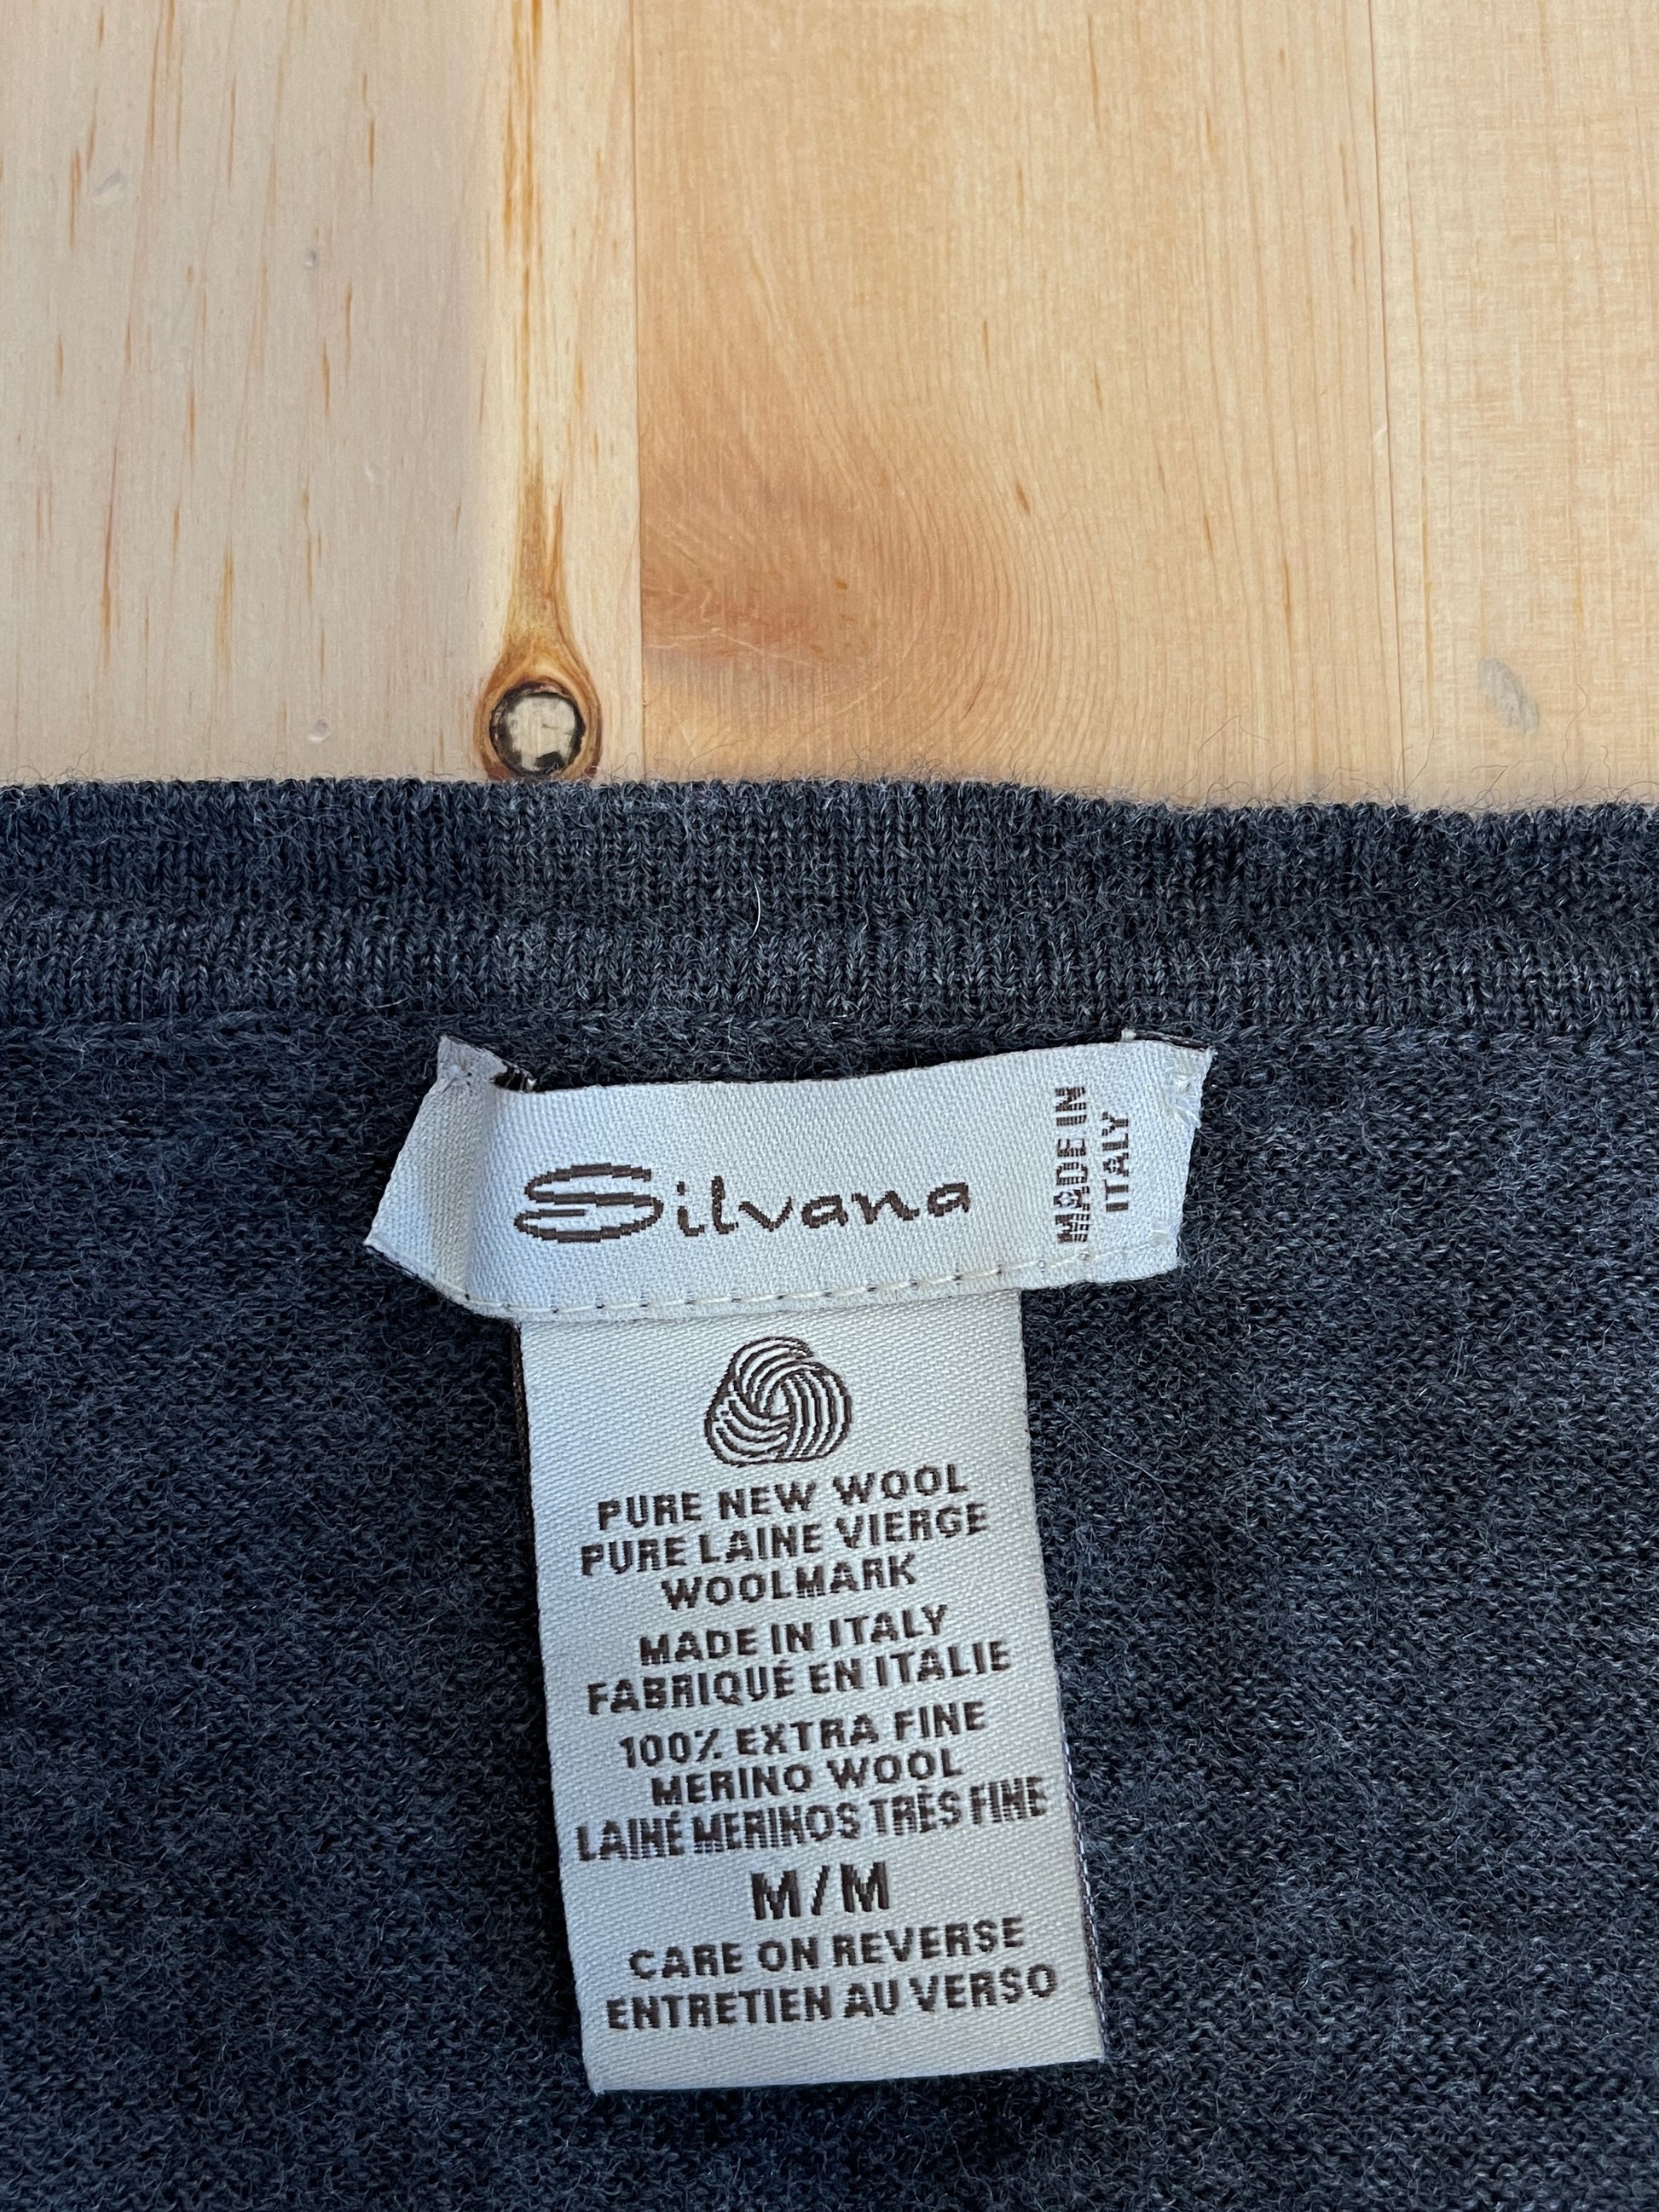 Silvana
MADE IN
ITALY
PURE NEW WOOL
PURE LAINE VIERGE
WOOLMARK
MADE IN ITALY
FABRIQUÉ EN ITALIE
100% EXTRA FINE
MERINO WOOL
LAINÉ MERINOS TRÈS FINE
M/M
CARE ON REVERSE
ENTRETIEN AU VERSO